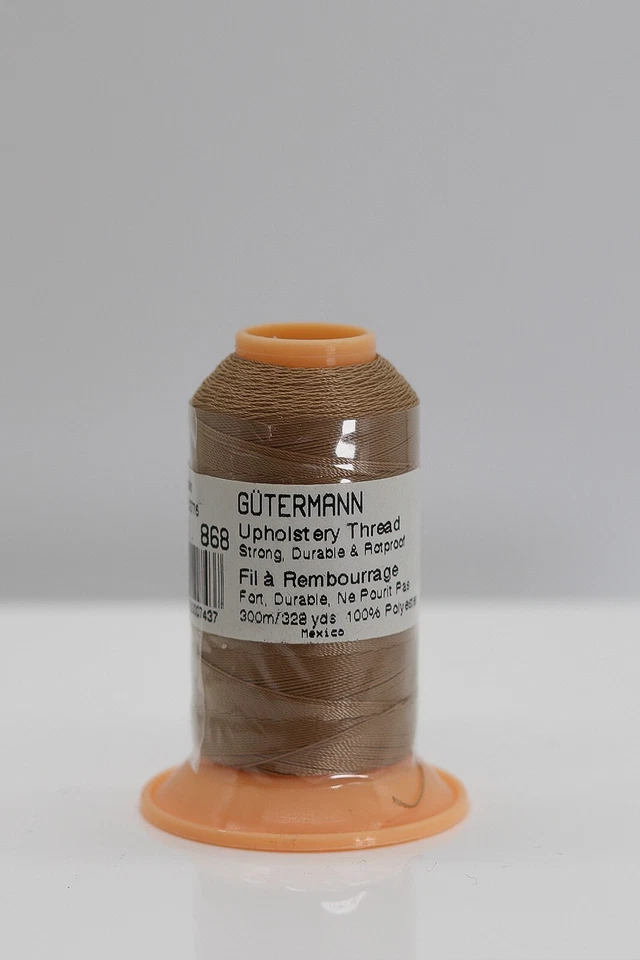 GÜTERMANN
868
Upholstery Thread
Strong, Durable & Rotproof
Fil à Rembourrage
Fort, Durable, Ne Pourit Pas
300m/328 yds 100% Polyester
México